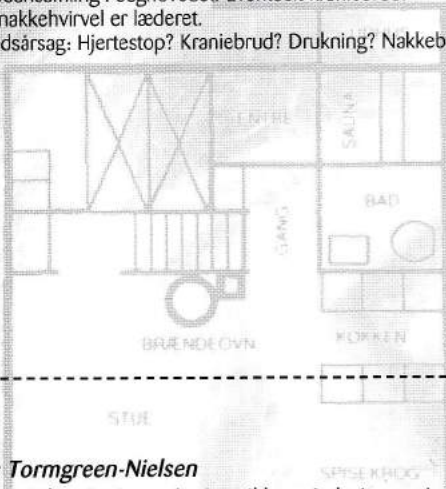 nakkehvirvel er læderet.
dsårsag: Hjertestop? Kraniebrud? Drukning? Nakkeb
ENTRE
SAUNA
BAD
GANG
BRÆNDEOVN
KØKKEN
STUE
Tormgreen-Nielsen
SPISEKROG